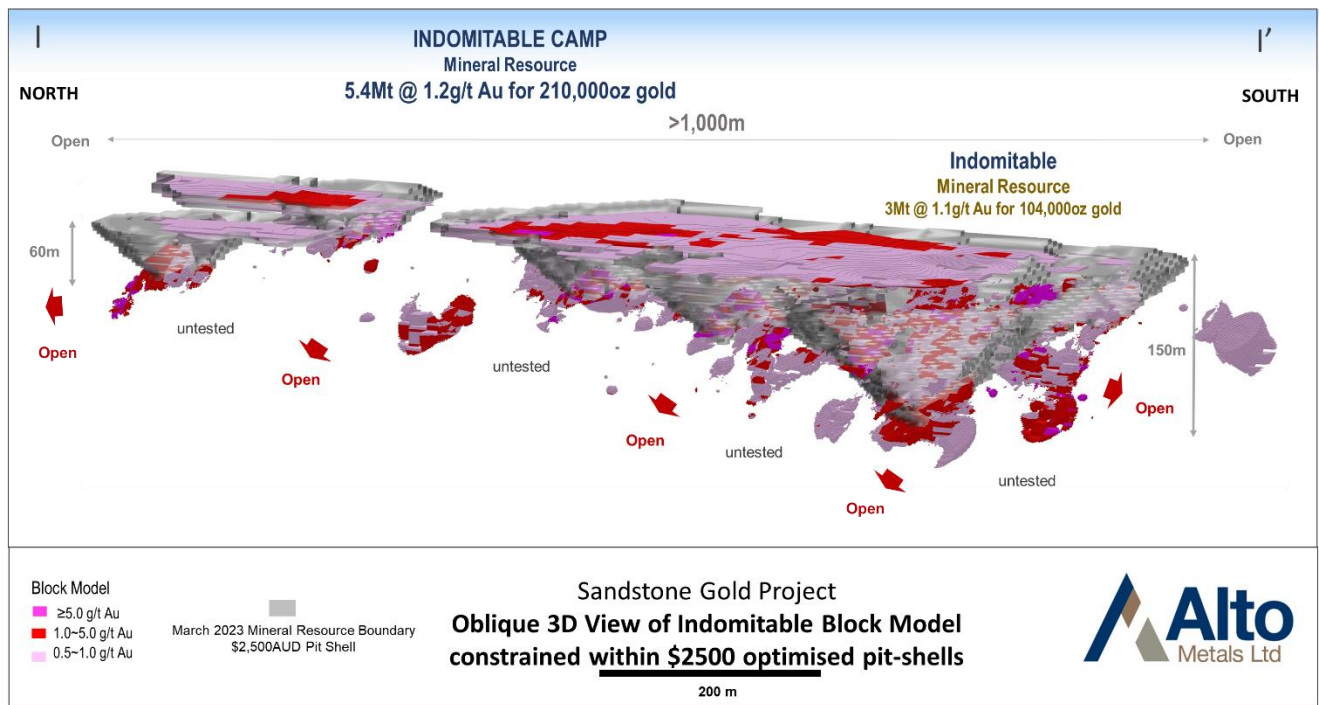 I
I′
INDOMITABLE CAMP
Mineral Resource
5.4Mt @ 1.2g/t Au for 210,000oz gold
NORTH
SOUTH
Open
>1,000m
Open
Indomitable
Mineral Resource
3Mt @ 1.1g/t Au for 104,000oz gold
60m
150m
untested
Open
Open
untested
Open
untested
Open
untested
Open
Block Model
≥5.0 g/t Au
1.0~5.0 g/t Au
0.5~1.0 g/t Au
March 2023 Mineral Resource Boundary
$2,500AUD Pit Shell
Sandstone Gold Project
Oblique 3D View of Indomitable Block Model
constrained within $2500 optimised pit-shells
200 m
Alto
Metals Ltd